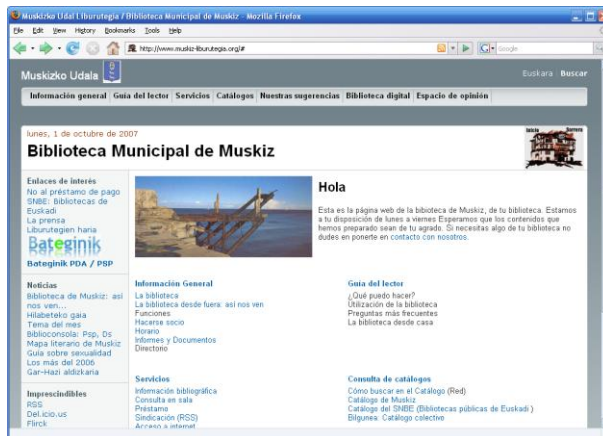 Muskizko Udal Liburutegia / Biblioteca Municipal de Muskiz - Mozilla Firefox
File Edit View History Bookmarks Tools Help
http://www.muskiz-liburutegia.org/#
Google
Muskizko Udala
Euskara Buscar
Información general Guía del lector Servicios Catálogos Nuestras sugerencias Biblioteca digital Espacio de opinión
lunes, 1 de octubre de 2007
Biblioteca Municipal de Muskiz
Inicio Sarrera
Enlaces de interés
No al préstamo de pago
SNBE: Bibliotecas de
Euskadi
La prensa
Liburutegien haria
Bateginik
Bateginik PDA / PSP
Noticias
Biblioteca de Muskiz: asi
nos ven...
Hilabeteko gaia
Tema del mes
Biblioconsola: Psp, Ds
Mapa literario de Muskiz
Guia sobre sexualidad
Los más del 2006
Gar-Hazi aldizkaria
Imprescindibles
RSS
Del.icio.us
Flirck
Hola
Esta es la página web de la bibioteca de Muskiz, de tu biblioteca. Estamos
a tu disposición de lunes a viernes Esperamos que los contenidos que
hemos preparado sean de tu agrado. Si necesitas algo de tu biblioteca no
dudes en ponerte en contacto con nosotros.
Información General
La biblioteca
La biblioteca desde fuera: asi nos ven
Funciones
Hacerse socio
Horario
Informes y Documentos
Directorio
Guía del lector
¿Qué puedo hacer?
Utilización de la biblioteca
Preguntas más frecuentes
La biblioteca desde casa
Servicios
Información bibliográfica
Consulta en sala
Préstamo
Sindicación (RSS)
Acceso a internet
Consulta de catálogos
Cómo buscar en el Catálogo (Red)
Catálogo de Muskiz
Catálogo del SNBE (Bibliotecas públicas de Euskadi )
Bilgunea: Catálogo colectivo